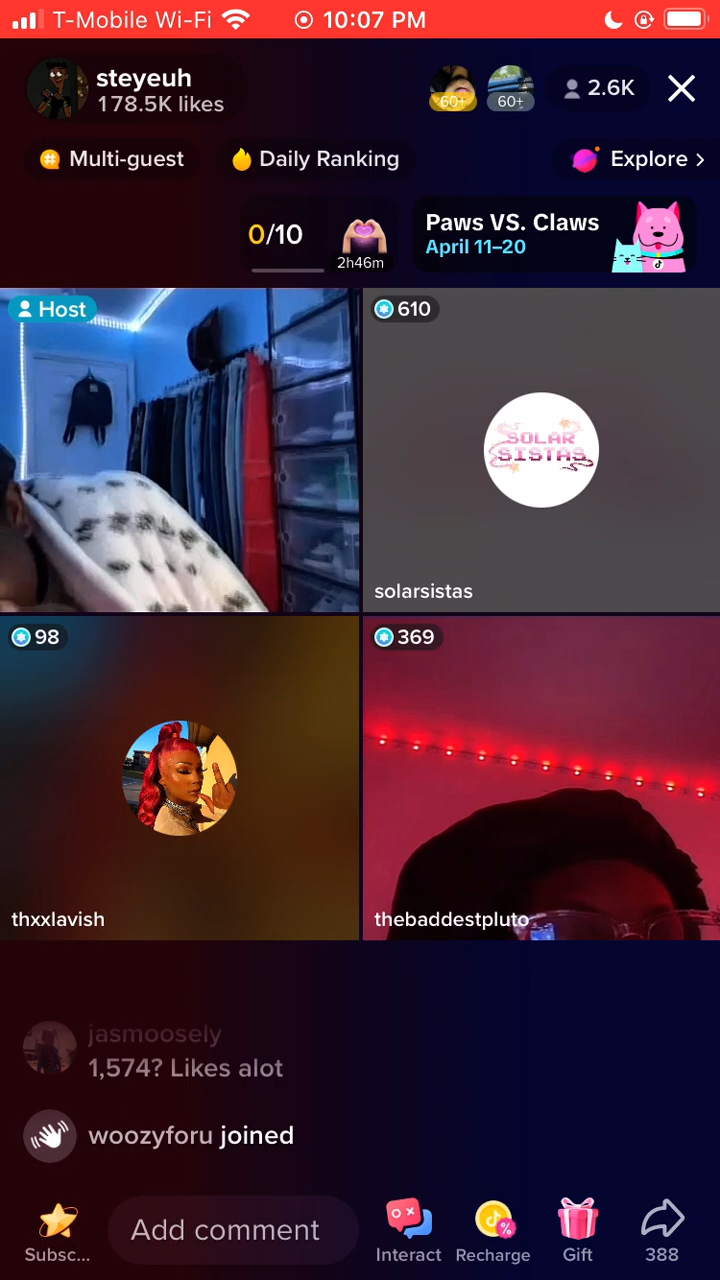 T-Mobile Wi-Fi 10:07 PM
steyeuh
178.5K likes
60+ 60+ 2.6K
Multi-guest Daily Ranking Explore >
0/10
2h46m
Paws VS. Claws
April 11–20
Host
610
SOLAR
SISTAS
solarsistas
98
369
thxxlavish
thebaddestpluto
jasmoosely
1,574? Likes alot
woozyforu joined
Add comment
Subsc... Interact Recharge Gift 388